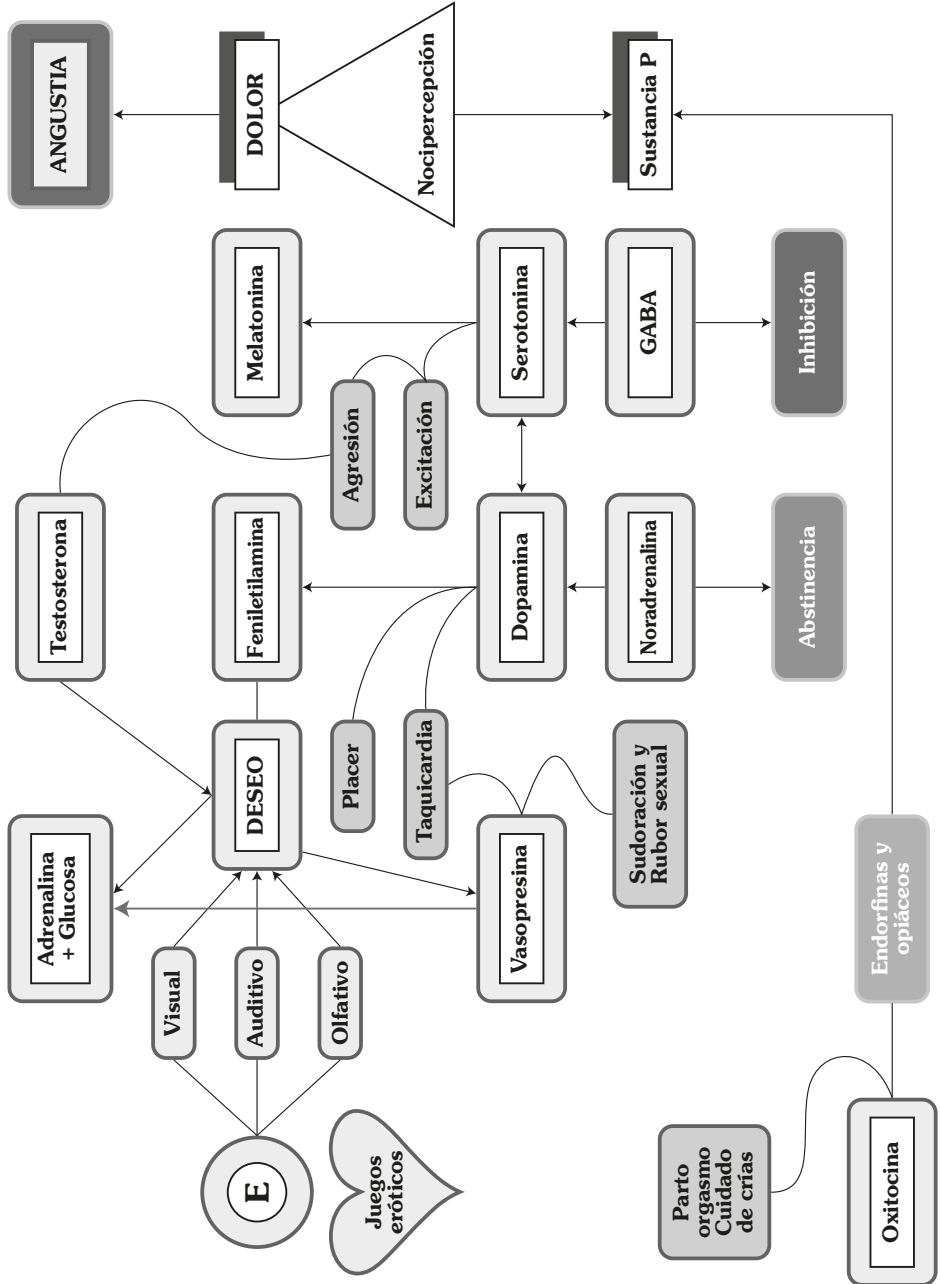 E
Juegos
eróticos
Visual
Auditivo
Olfativo
Adrenalina
+ Glucosa
DESEO
Vasopresina
Testosterona
Feniletilamina
Placer
Taquicardia
Sudoración y
Rubor sexual
Dopamina
Noradrenalina
Abstinencia
Agresión
Excitación
Melatonina
Serotonina
GABA
Inhibición
ANGUSTIA
DOLOR
Nocipercepción
Sustancia P
Parto
orgasmo
Cuidado
de crías
Oxitocina
Endorfinas y
opiáceos